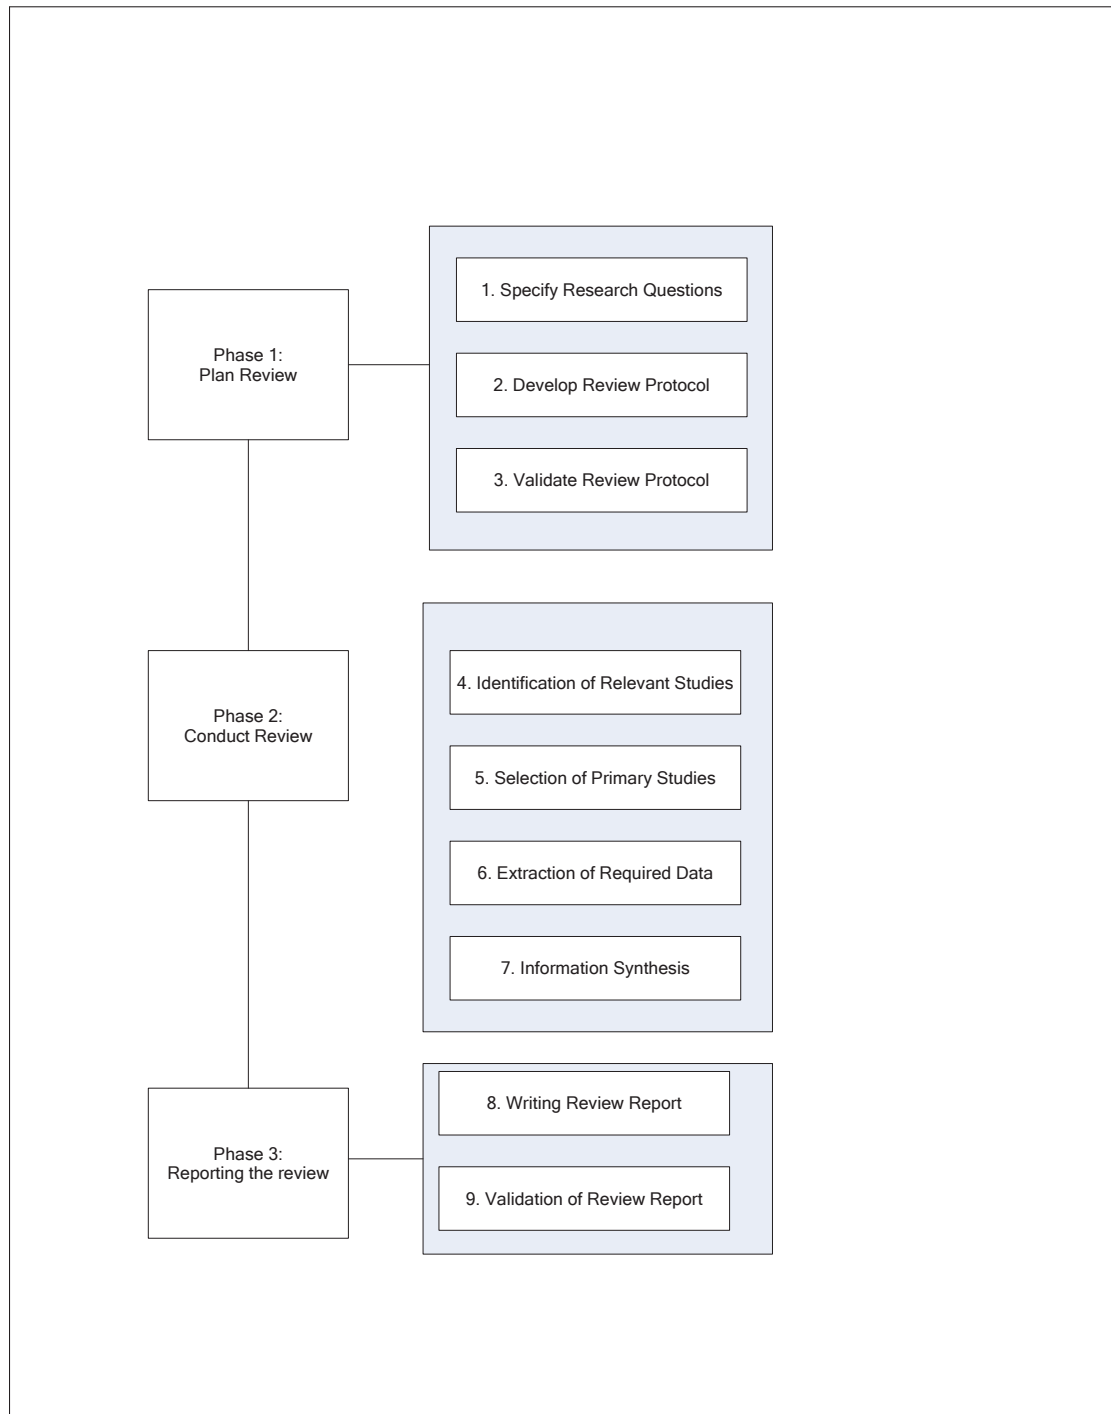 Phase 1:
Plan Review
1. Specify Research Questions
2. Develop Review Protocol
3. Validate Review Protocol
Phase 2:
Conduct Review
4. Identification of Relevant Studies
5. Selection of Primary Studies
6. Extraction of Required Data
7. Information Synthesis
Phase 3:
Reporting the review
8. Writing Review Report
9. Validation of Review Report